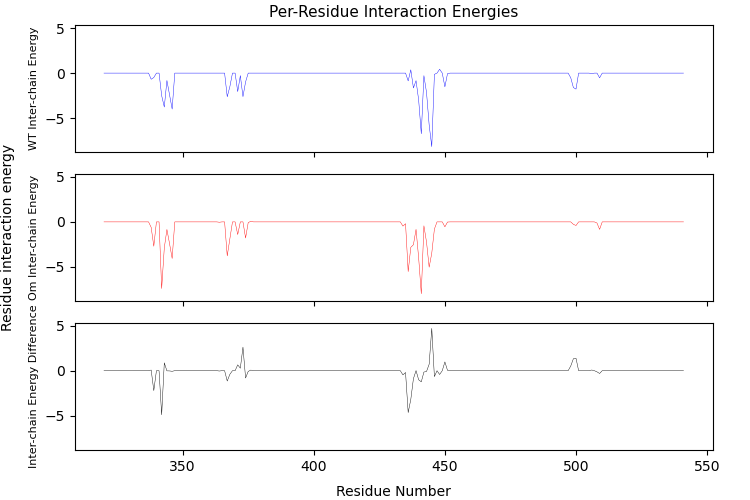 Per-Residue Interaction Energies
Residue interaction energy
WT Inter-chain Energy
5
0
−5
Om Inter-chain Energy
5
0
−5
Inter-chain Energy Difference
5
0
−5
350
400
450
500
550
Residue Number